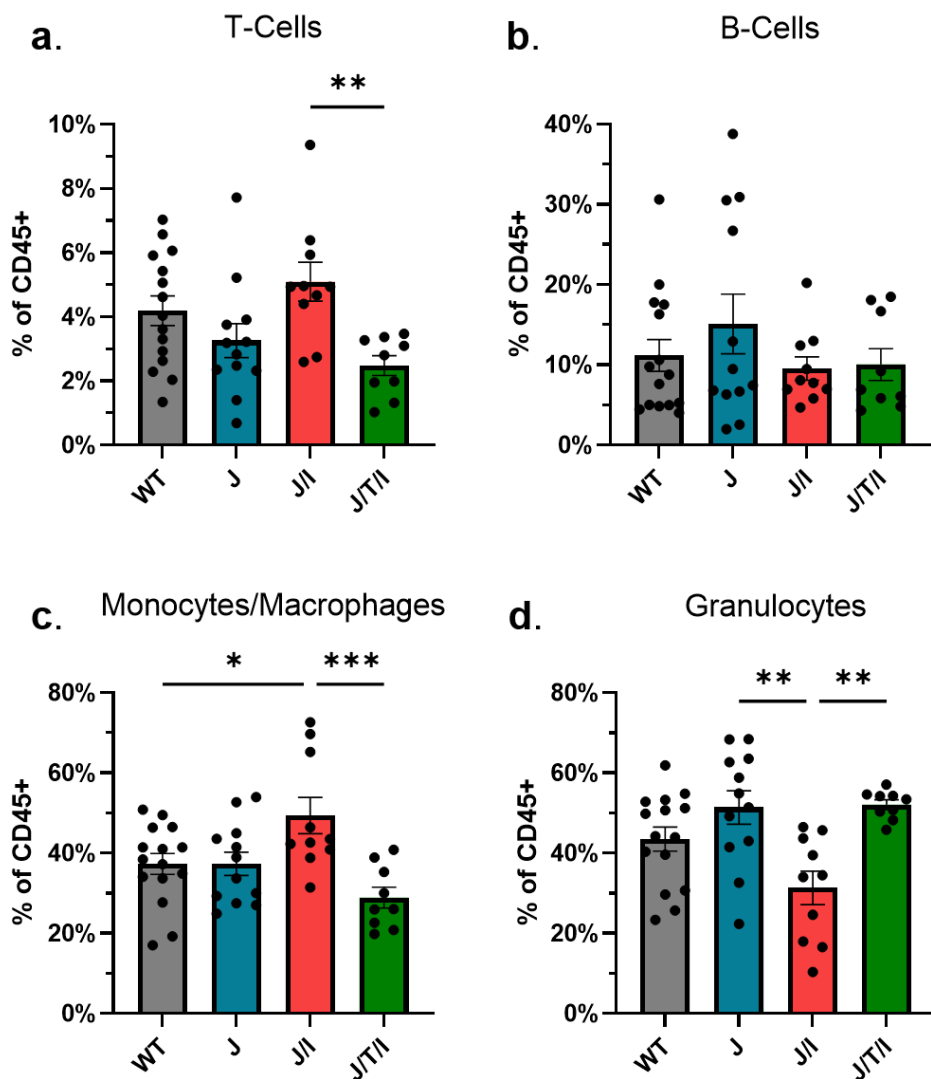 a. T-Cells
**
% of CD45+
10%
8%
6%
4%
2%
0%
WT J J/I J/T/I
b. B-Cells
% of CD45+
40%
30%
20%
10%
0%
WT J J/I J/T/I
c. Monocytes/Macrophages
* ***
% of CD45+
80%
60%
40%
20%
0%
WT J J/I J/T/I
d. Granulocytes
** **
% of CD45+
80%
60%
40%
20%
0%
WT J J/I J/T/I